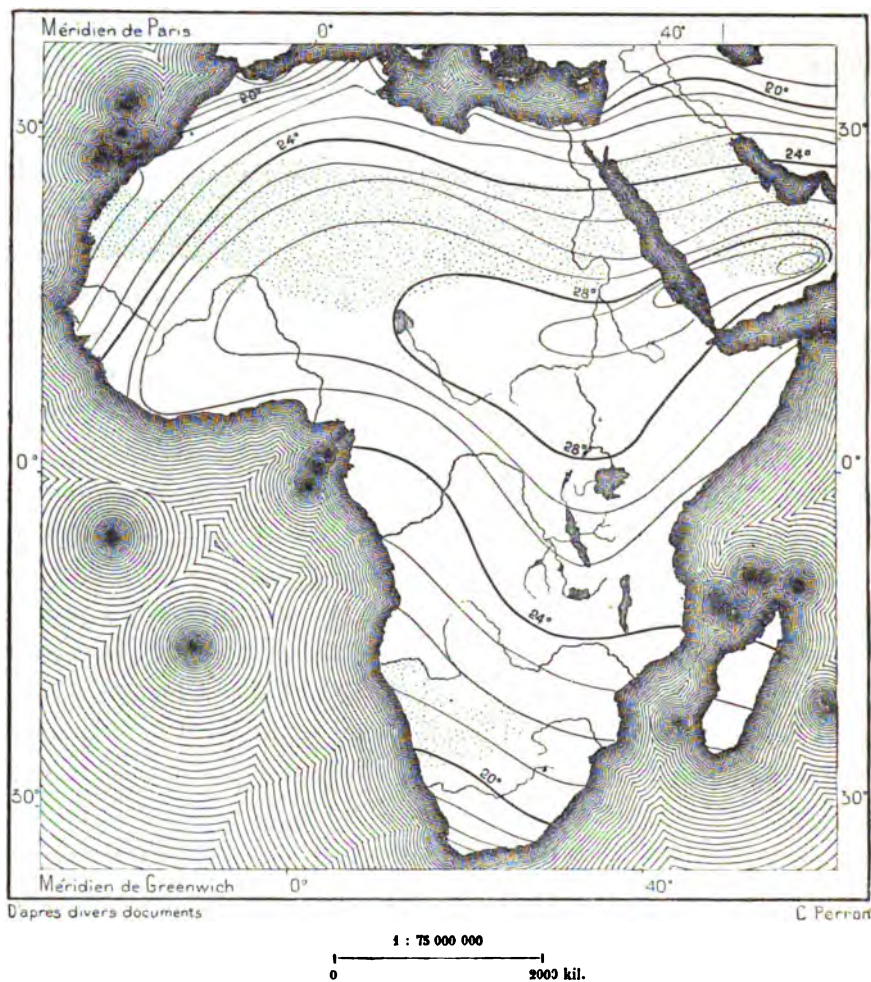 Méridien de Paris 0° 40°
20°
30° 30°
24°
24°
28°
28°
0° 0°
24°
20°
30° 30°
Méridien de Greenwich 0° 40°
D'apres divers documents C. Perron
1 : 75 000 000
0 2000 kil.